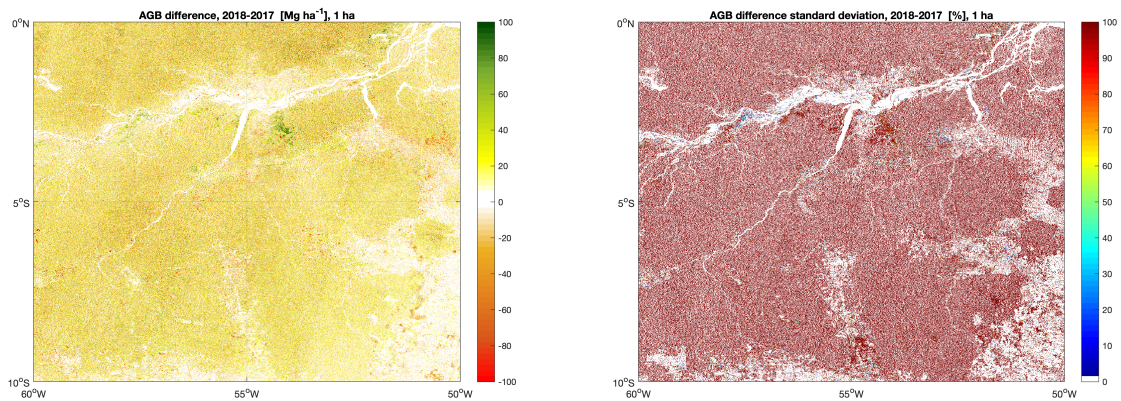 AGB difference, 2018-2017 [Mg ha⁻¹], 1 ha
0°N
5°S
10°S
60°W
55°W
50°W
100
80
60
40
20
0
-20
-40
-60
-80
-100
AGB difference standard deviation, 2018-2017 [%], 1 ha
0°N
5°S
10°S
60°W
55°W
50°W
100
90
80
70
60
50
40
30
20
10
0